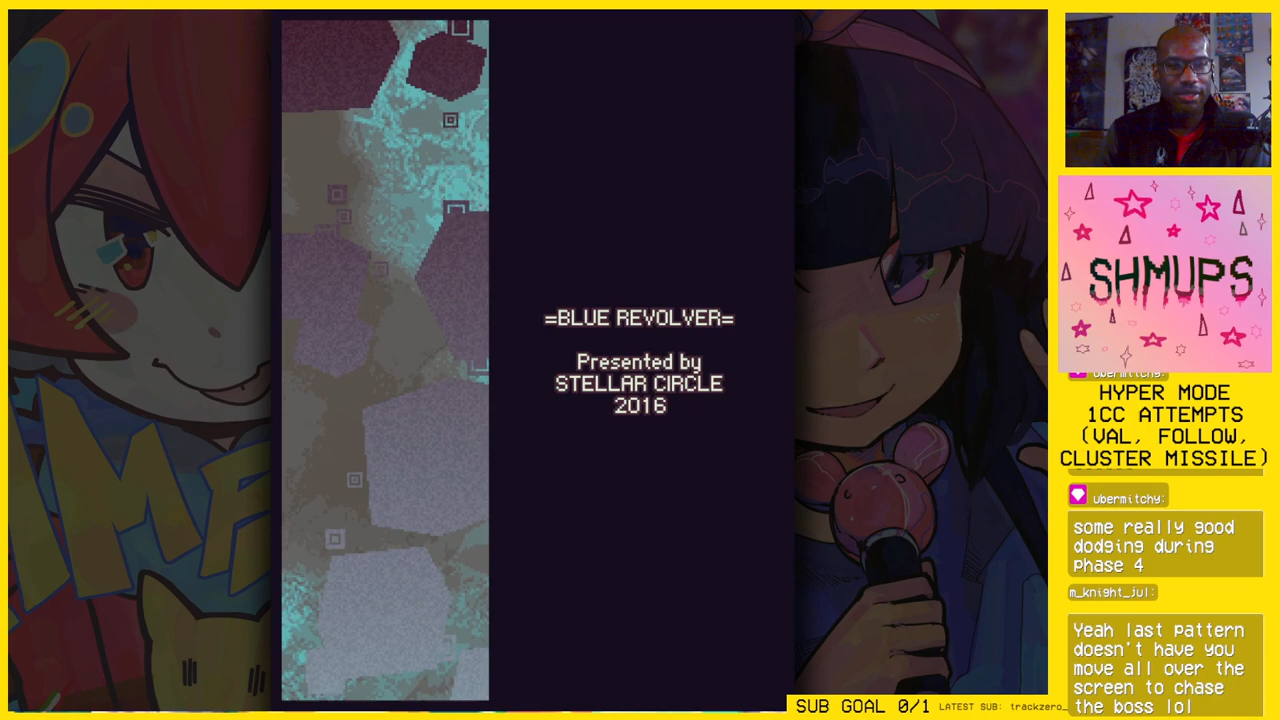 =BLUE REVOLVER=
Presented by
STELLAR CIRCLE
2016
SHMUPS
ubermitchy:
HYPER MODE
1CC ATTEMPTS
(VAL, FOLLOW,
CLUSTER MISSILE)
ubermitchy:
some really good
dodging during
phase 4
m_knight_jul:
Yeah last pattern
doesn't have you
move all over the
screen to chase
the boss lol
SUB GOAL 0/1
LATEST SUB: trackzero_